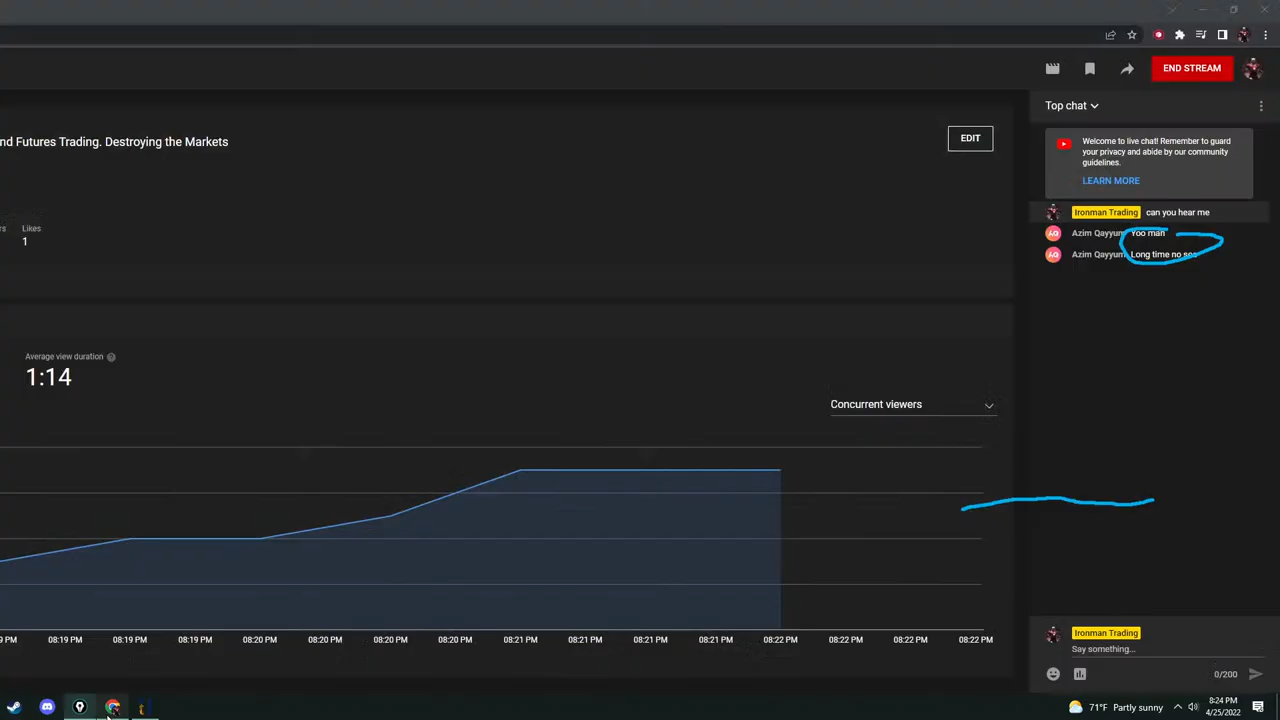 END STREAM
Top chat
nd Futures Trading. Destroying the Markets
EDIT
Welcome to live chat! Remember to guard
your privacy and abide by our community
guidelines.
LEARN MORE
Ironman Trading can you hear me
rs Likes
1
Azim Qayyum Yoo man
Azim Qayyum Long time no see
Average view duration ?
1:14
Concurrent viewers
9 PM 08:19 PM 08:19 PM 08:19 PM 08:20 PM 08:20 PM 08:20 PM 08:20 PM 08:21 PM 08:21 PM 08:21 PM 08:21 PM 08:22 PM 08:22 PM 08:22 PM 08:22 PM
Ironman Trading
Say something...
0/200
71°F Partly sunny
8:24 PM
4/25/2022